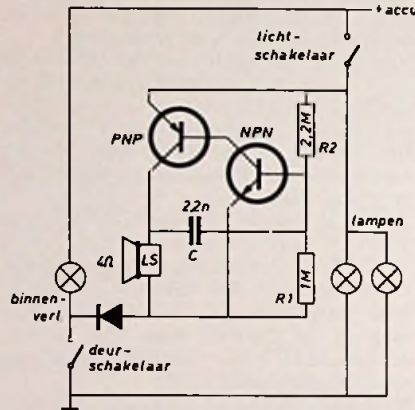 +accu
licht-
schakelaar
PNP
NPN
2,2M
R2
22n
C
4Ω
LS
1M
R1
lampen
binnen-
verl.
deur-
schakelaar